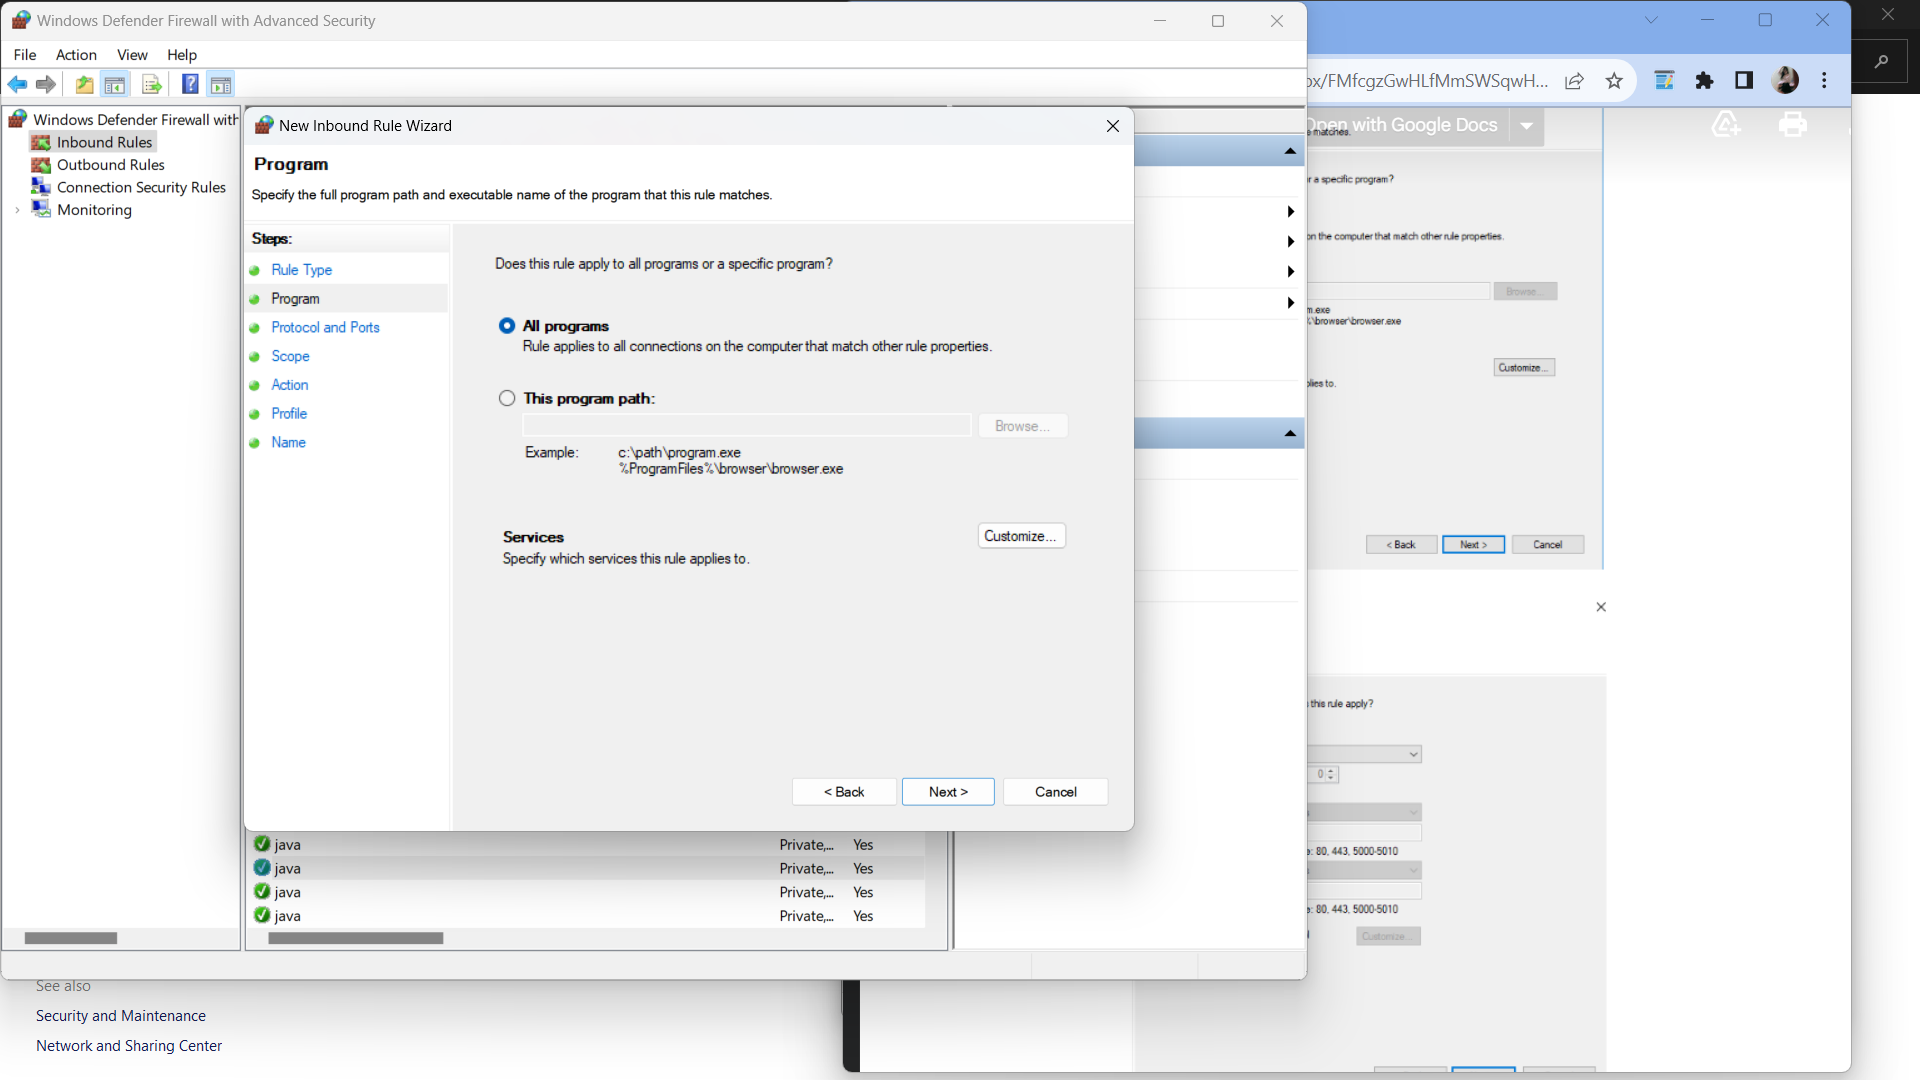 Windows Defender Firewall with Advanced Security
File Action View Help
Windows Defender Firewall with
Inbound Rules
Outbound Rules
Connection Security Rules
Monitoring
New Inbound Rule Wizard
Program
Specify the full program path and executable name of the program that this rule matches.
Steps:
Rule Type
Program
Protocol and Ports
Scope
Action
Profile
Name
Does this rule apply to all programs or a specific program?
All programs
Rule applies to all connections on the computer that match other rule properties.
This program path:
Browse...
Example: c:\path\program.exe
%ProgramFiles%\browser\browser.exe
Services
Customize...
Specify which services this rule applies to.
< Back Next > Cancel
java Private,... Yes
java Private,... Yes
java Private,... Yes
java Private,... Yes
See also
Security and Maintenance
Network and Sharing Center
ox/FMfcgzGwHLfMmSWSqwH...
Open with Google Docs
matches.
r a specific program?
on the computer that match other rule properties.
Browse...
m.exe
%\browser\browser.exe
Customize...
plies to.
< Back Next > Cancel
this rule apply?
0
80, 443, 5000-5010
80, 443, 5000-5010
Customize...